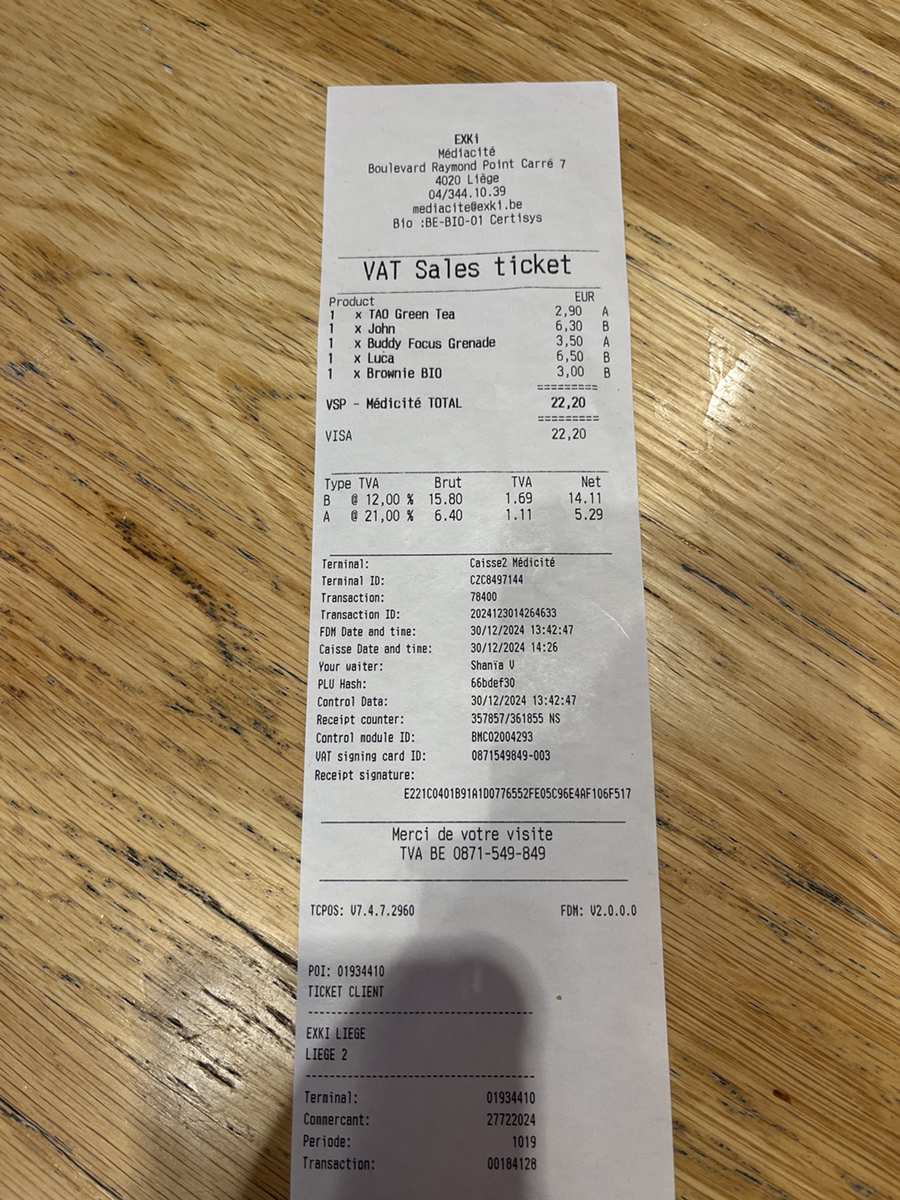 EXKi
Médiacité
Boulevard Raymond Point Carré 7
4020 Liège
04/344.10.39
mediacite@exki.be
Bio :BE-BIO-01 Certisys
VAT Sales ticket
Product EUR
1 x TAO Green Tea 2,90 A
1 x John 6,30 B
1 x Buddy Focus Grenade 3,50 A
1 x Luca 6,50 B
1 x Brownie BIO 3,00 B
=========
VSP - Médicité TOTAL 22,20
=========
VISA 22,20
Type TVA Brut TVA Net
B @ 12,00 % 15.80 1.69 14.11
A @ 21,00 % 6.40 1.11 5.29
Terminal: Caisse2 Médicité
Terminal ID: CZC8497144
Transaction: 78400
Transaction ID: 2024123014264633
FDM Date and time: 30/12/2024 13:42:47
Caisse Date and time: 30/12/2024 14:26
Your waiter: Shanïa V
PLU Hash: 66bdef30
Control Data: 30/12/2024 13:42:47
Receipt counter: 357857/361855 NS
Control module ID: BMC02004293
VAT signing card ID: 0871549849-003
Receipt signature:
E221C0401B91A1D0776552FE05C96E4AF106F517
Merci de votre visite
TVA BE 0871-549-849
TCPOS: V7.4.7.2960 FDM: V2.0.0.0
POI: 01934410
TICKET CLIENT
--------------------------------
EXKI LIEGE
LIEGE 2
--------------------------------
Terminal: 01934410
Commercant: 27722024
Periode: 1019
Transaction: 00184128